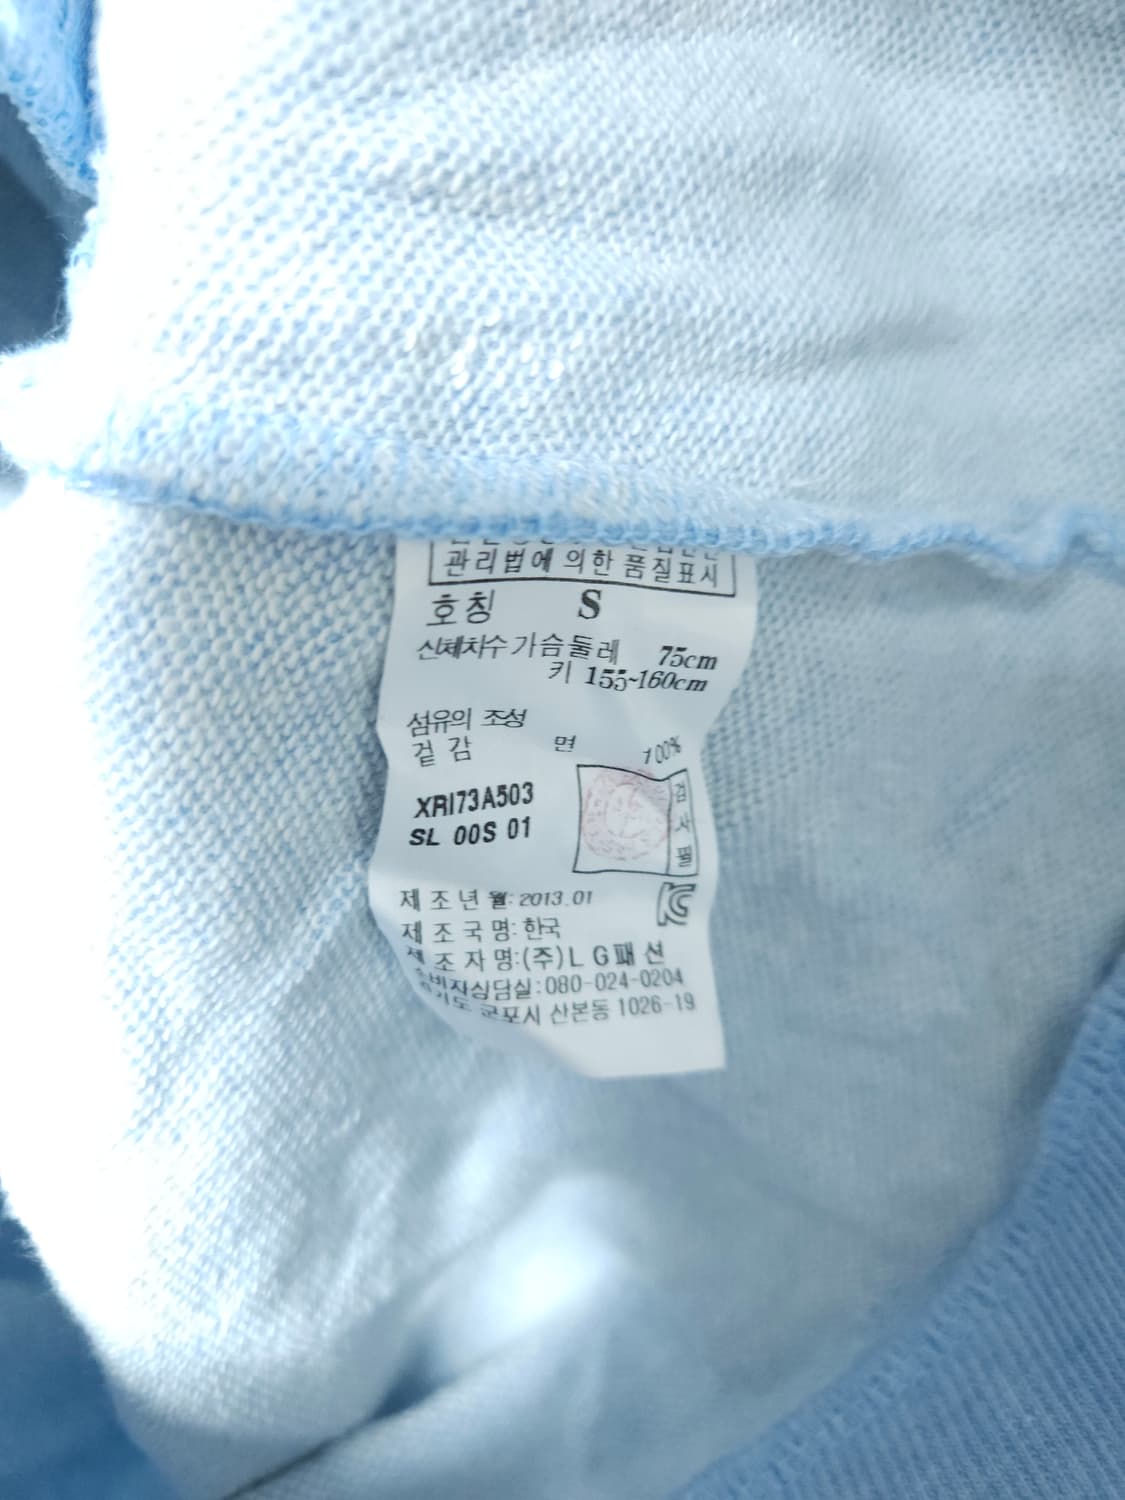 관리법에 의한 품질표시
호칭 S
신체치수 가슴둘레 75cm
키 155~160cm
섬유의 조성
겉감 면 100%
XRI73A503
SL 00S 01
검사필
제조년월: 2013.01
제조국명: 한국
제조자명:(주)LG패션
소비자상담실:080-024-0204
경기도 군포시 산본동 1026-19